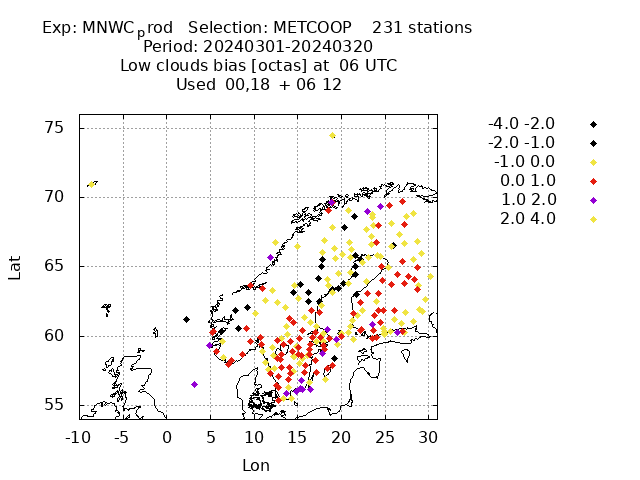 Exp: MNWCprod   Selection: METCOOP    231 stations
Period: 20240301-20240320
Low clouds bias [octas] at  06 UTC
Used  00,18  + 06 12
-4.0 -2.0
-2.0 -1.0
-1.0 0.0
0.0 1.0
1.0 2.0
2.0 4.0
Lat
75
70
65
60
55
-10 -5 0 5 10 15 20 25 30
Lon